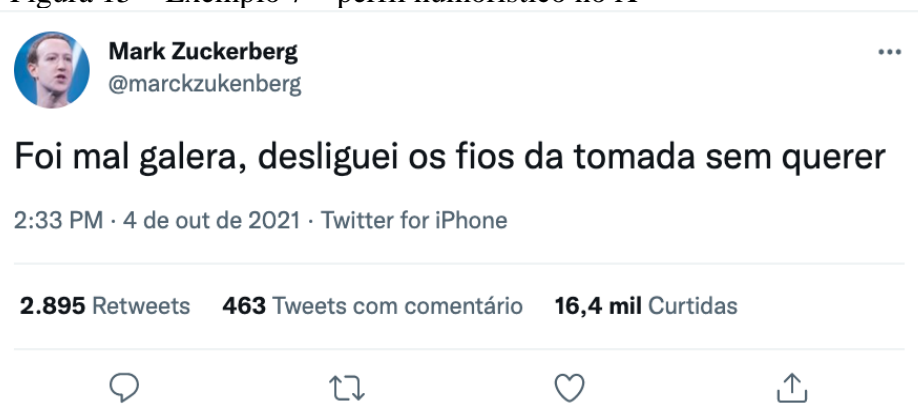 Mark Zuckerberg
@marckzukenberg
Foi mal galera, desliguei os fios da tomada sem querer
2:33 PM · 4 de out de 2021 · Twitter for iPhone
2.895 Retweets 463 Tweets com comentário 16,4 mil Curtidas